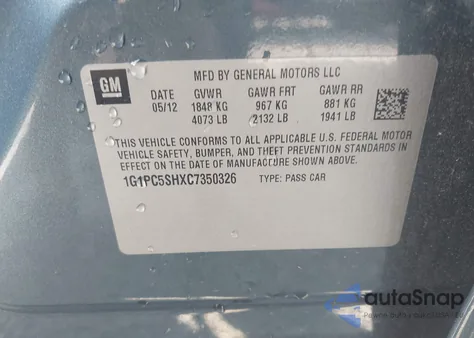 MFD BY GENERAL MOTORS LLC
GM
DATE GVWR GAWR FRT GAWR RR
05/12 1848 KG 967 KG 881 KG
4073 LB 2132 LB 1941 LB
THIS VEHICLE CONFORMS TO ALL APPLICABLE U.S. FEDERAL MOTOR
VEHICLE SAFETY, BUMPER, AND THEFT PREVENTION STANDARDS IN
EFFECT ON THE DATE OF MANUFACTURE SHOWN ABOVE.
1G1PC5SHXC7350326 TYPE: PASS CAR
autaSnap